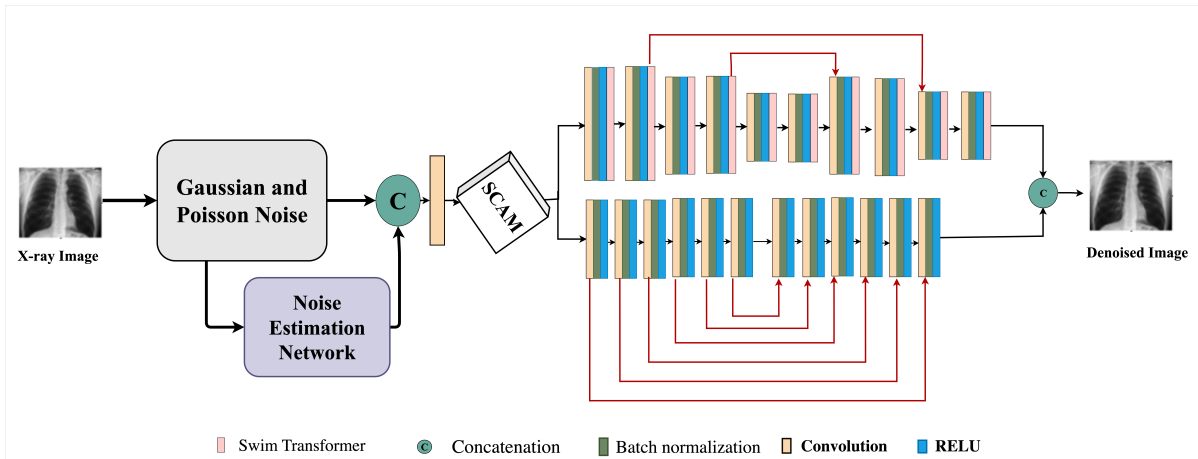 X-ray Image
Gaussian and
Poisson Noise
Noise
Estimation
Network
C
SCAM
C
Denoised Image
Swim Transformer
C
Concatenation
Batch normalization
Convolution
RELU